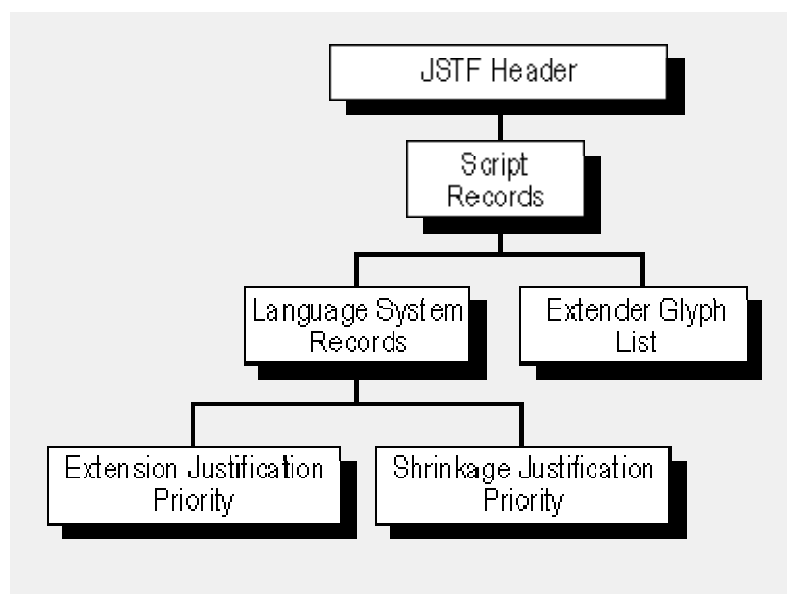 JSTF Header
Script
Records
Language System
Records
Extender Glyph
List
Extension Justification
Priority
Shrinkage Justification
Priority